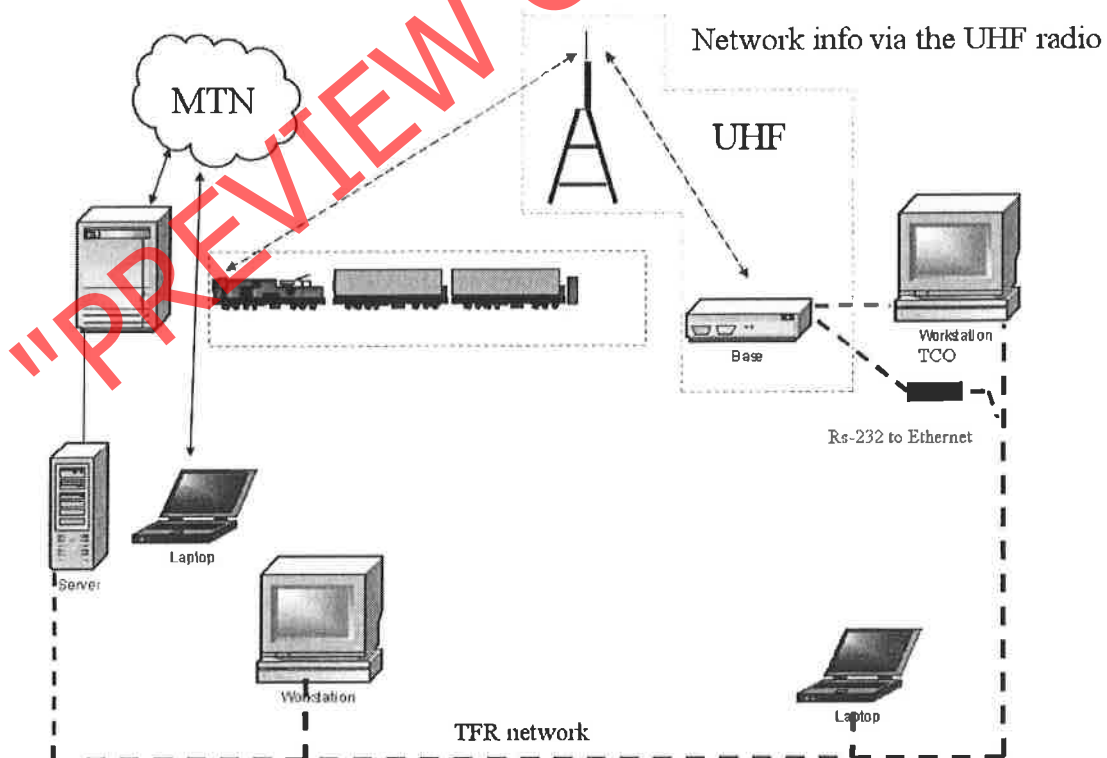 Network info via the UHF radio
MTN
UHF
"PREVIEW
Base
Workstation
TCO
Rs-232 to Ethernet
Laptop
Server
Workstation
Laptop
TFR network